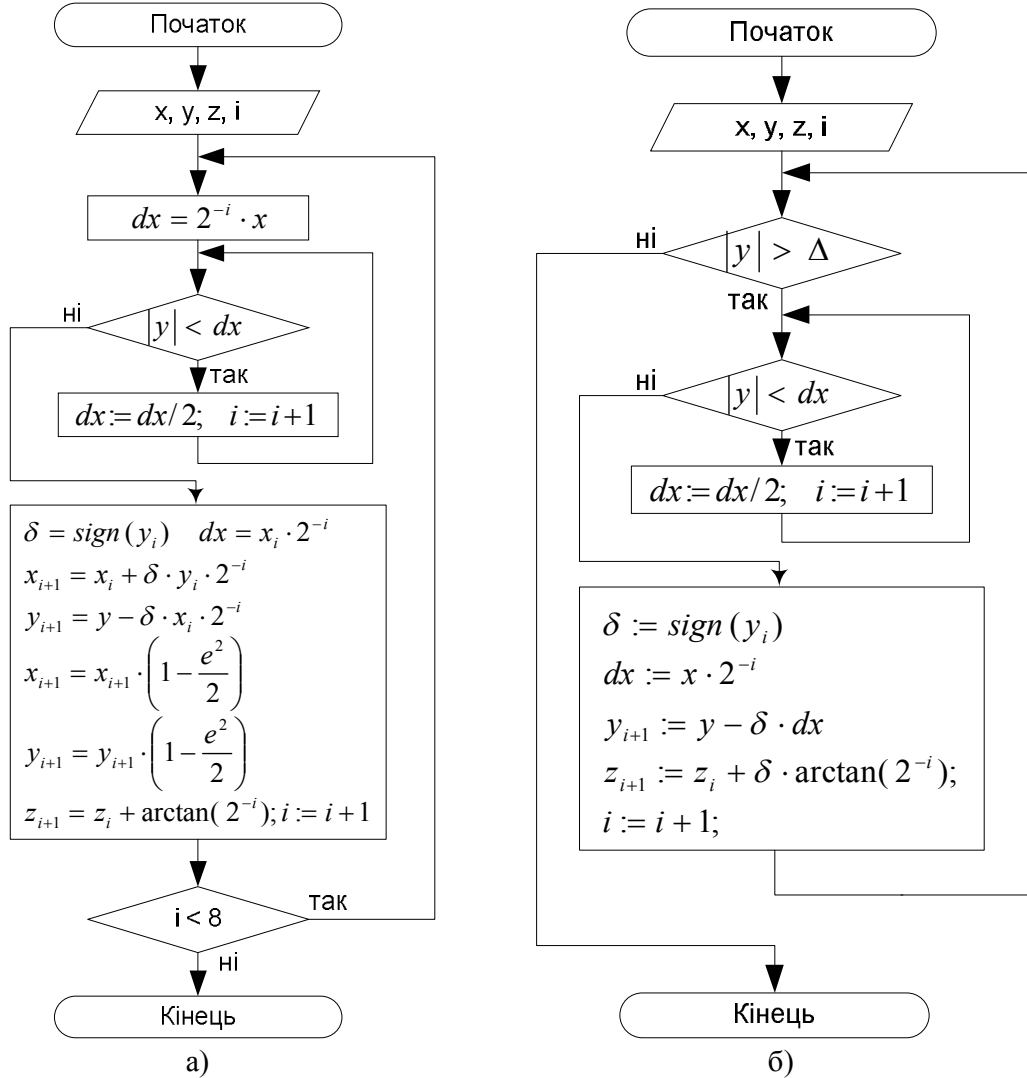 Початок
x, y, z, i
dx = 2^{-i} · x
ні
|y| < dx
так
dx := dx/2; i := i+1
δ = sign(y_i) dx = x_i · 2^{-i}
x_{i+1} = x_i + δ · y_i · 2^{-i}
y_{i+1} = y − δ · x_i · 2^{-i}
x_{i+1} = x_{i+1} · (1 − e^2/2)
y_{i+1} = y_{i+1} · (1 − e^2/2)
z_{i+1} = z_i + arctan(2^{-i}); i := i+1
i < 8
так
ні
Кінець
а)
Початок
x, y, z, i
ні
|y| > Δ
так
ні
|y| < dx
так
dx := dx/2; i := i+1
δ := sign(y_i)
dx := x · 2^{-i}
y_{i+1} := y − δ · dx
z_{i+1} := z_i + δ · arctan(2^{-i});
i := i+1;
Кінець
б)